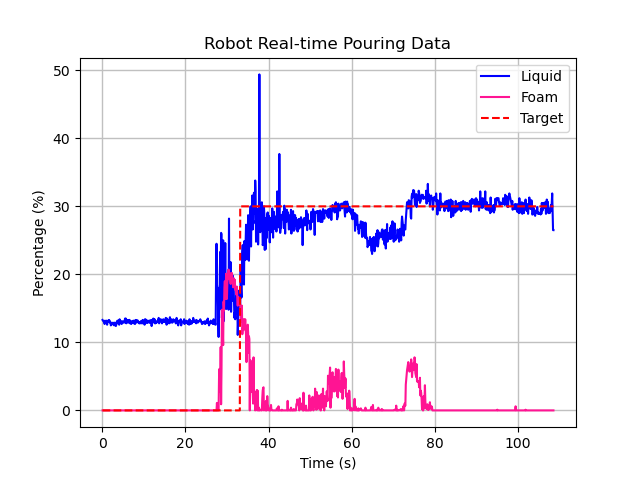 Robot Real-time Pouring Data
Liquid
Foam
Target
Percentage (%)
50
40
30
20
10
0
0 20 40 60 80 100
Time (s)